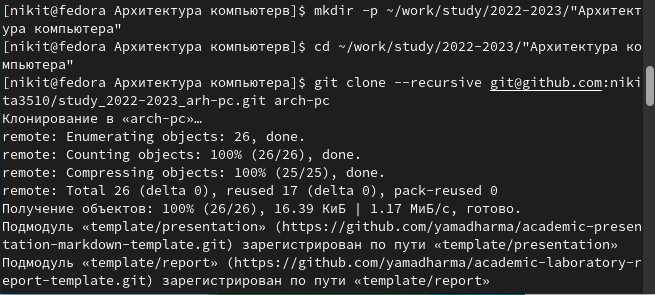 [nikit@fedora Архитектура компьютерв]$ mkdir -p ~/work/study/2022-2023/"Архитект
ура компьютера"
[nikit@fedora Архитектура компьютерв]$ cd ~/work/study/2022-2023/"Архитектура ко
мпьютера"
[nikit@fedora Архитектура компьютера]$ git clone --recursive git@github.com:niki
ta3510/study_2022-2023_arh-pc.git arch-pc
Клонирование в «arch-pc»…
remote: Enumerating objects: 26, done.
remote: Counting objects: 100% (26/26), done.
remote: Compressing objects: 100% (25/25), done.
remote: Total 26 (delta 0), reused 17 (delta 0), pack-reused 0
Получение объектов: 100% (26/26), 16.39 КиБ | 1.17 МиБ/с, готово.
Подмодуль «template/presentation» (https://github.com/yamadharma/academic-presen
tation-markdown-template.git) зарегистрирован по пути «template/presentation»
Подмодуль «template/report» (https://github.com/yamadharma/academic-laboratory-r
eport-template.git) зарегистрирован по пути «template/report»